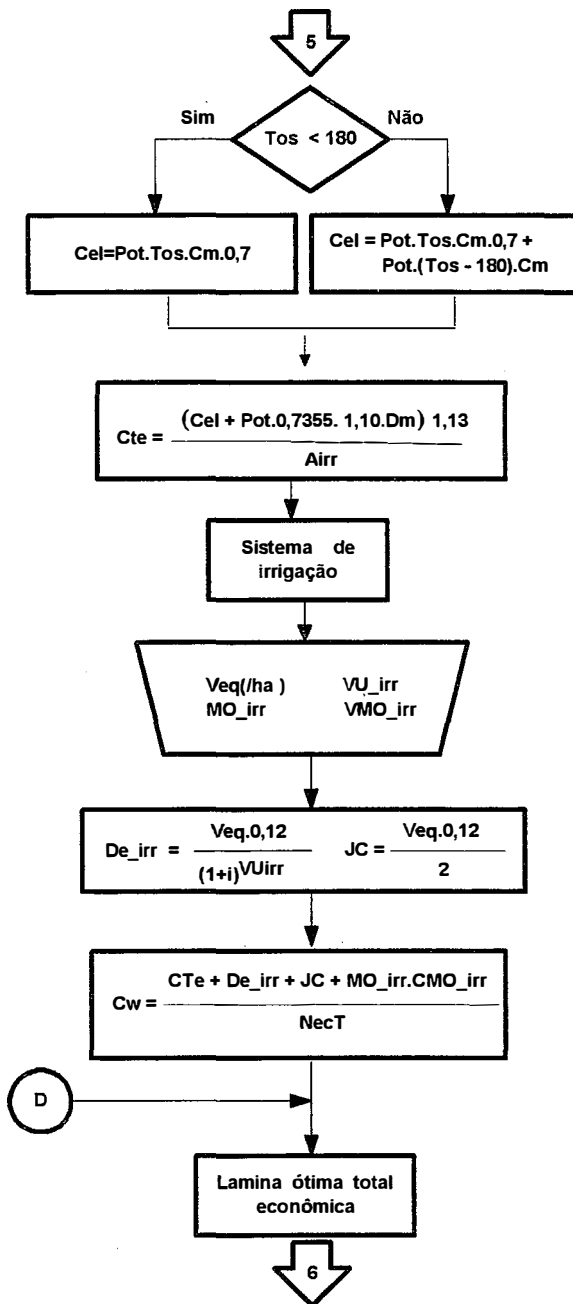 5
Sim
Não
Tos < 180
Cel=Pot.Tos.Cm.0,7
Cel = Pot.Tos.Cm.0,7 +
Pot.(Tos - 180).Cm
(Cel + Pot.0,7355. 1,10.Dm) 1,13
Cte =
Airr
Sistema de
irrigação
Veq(/ha ) VU_irr
MO_irr VMO_irr
Veq.0,12 Veq.0,12
De_irr = JC =
(1+i)VUirr 2
CTe + De_irr + JC + MO_irr.CMO_irr
Cw =
NecT
D
Lamina ótima total
econômica
6